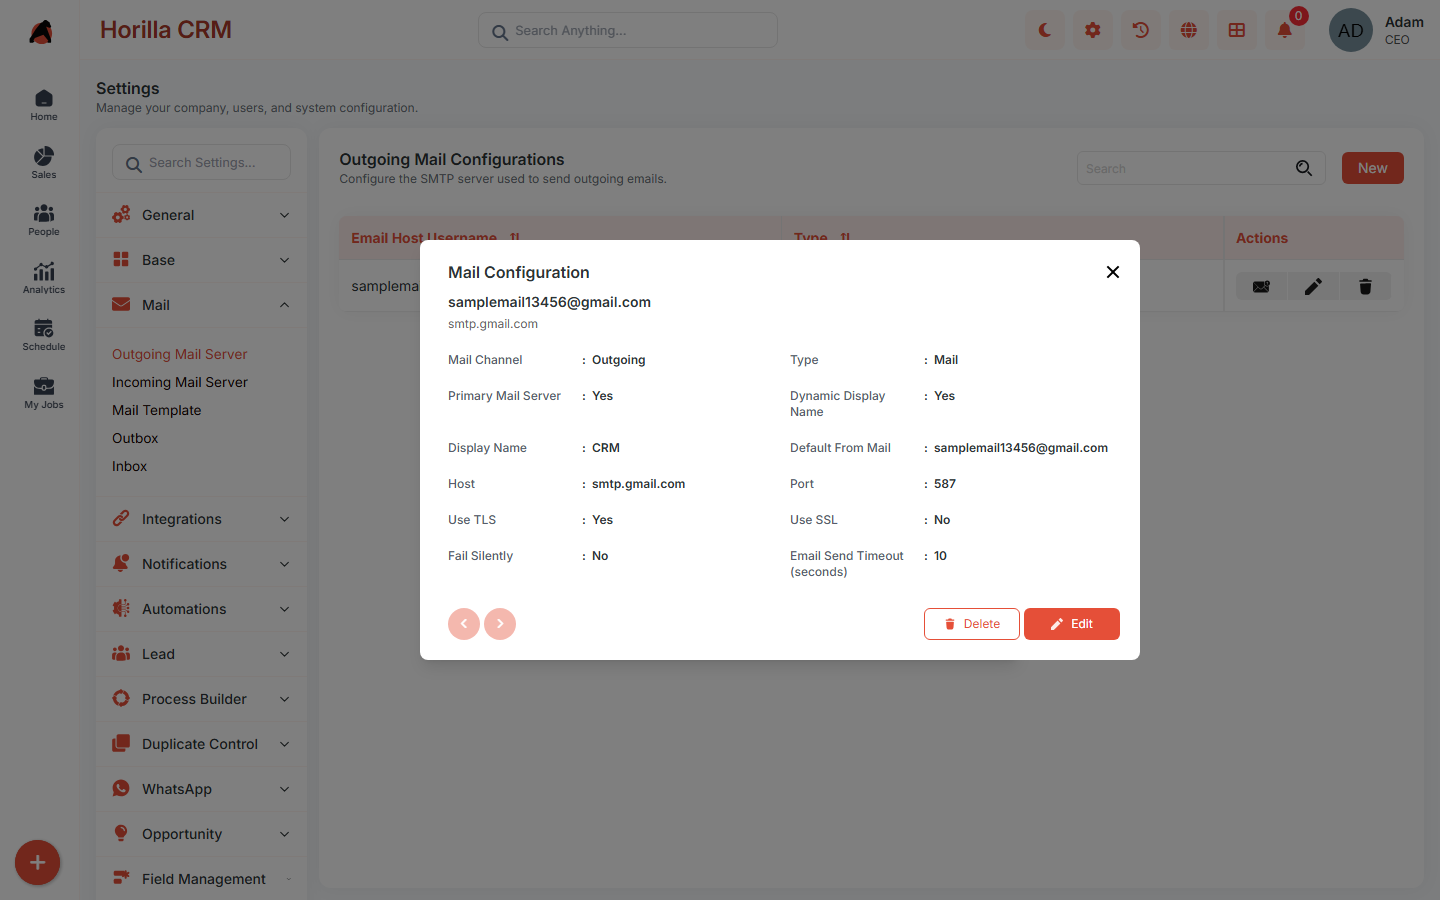 Horilla CRM
Search Anything...
0
AD
Adam
CEO
Home
Sales
People
Analytics
Schedule
My Jobs
Settings
Manage your company, users, and system configuration.
Search Settings...
General
Base
Mail
Outgoing Mail Server
Incoming Mail Server
Mail Template
Outbox
Inbox
Integrations
Notifications
Automations
Lead
Process Builder
Duplicate Control
WhatsApp
Opportunity
Field Management
Outgoing Mail Configurations
Configure the SMTP server used to send outgoing emails.
Search
New
Email Host Username
Type
Actions
samplema
Mail Configuration
samplemail13456@gmail.com
smtp.gmail.com
Mail Channel : Outgoing
Type : Mail
Primary Mail Server : Yes
Dynamic Display Name : Yes
Display Name : CRM
Default From Mail : samplemail13456@gmail.com
Host : smtp.gmail.com
Port : 587
Use TLS : Yes
Use SSL : No
Fail Silently : No
Email Send Timeout (seconds) : 10
Delete
Edit